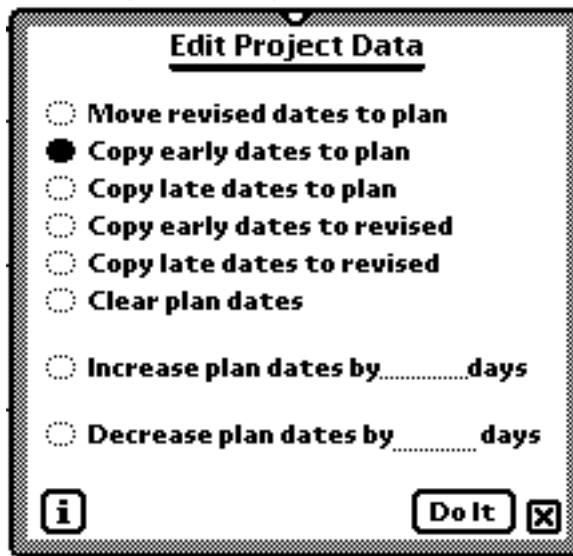 Edit Project Data
Move revised dates to plan
Copy early dates to plan
Copy late dates to plan
Copy early dates to revised
Copy late dates to revised
Clear plan dates
Increase plan dates by days
Decrease plan dates by days
i Do It X